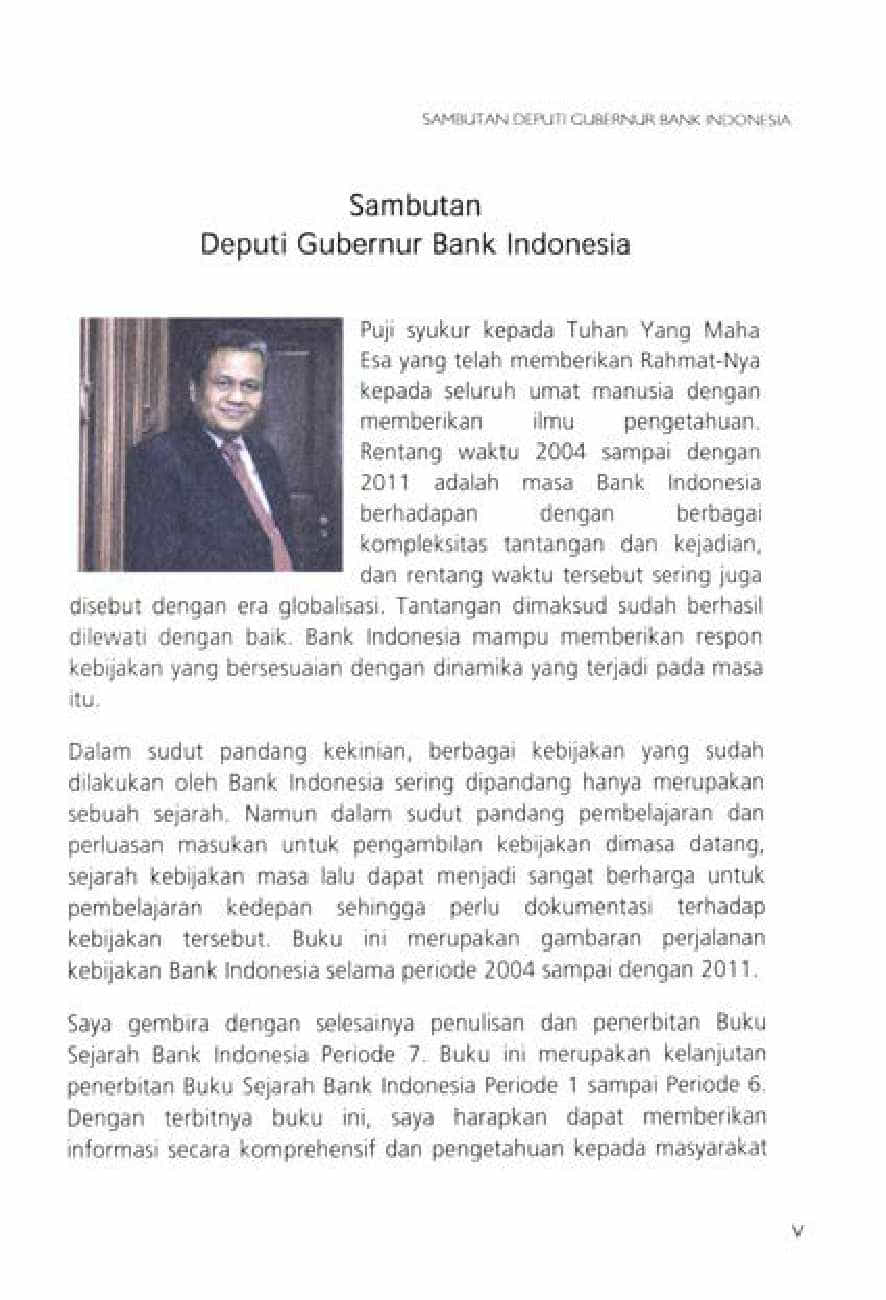 SAMBUTAN DEPUTI GUBERNUR BANK INDONESIA
Sambutan
Deputi Gubernur Bank Indonesia
Puji syukur kepada Tuhan Yang Maha
Esa yang telah memberikan Rahmat-Nya
kepada seluruh umat manusia dengan
memberikan ilmu pengetahuan.
Rentang waktu 2004 sampai dengan
2011 adalah masa Bank Indonesia
berhadapan dengan berbagai
kompleksitas tantangan dan kejadian,
dan rentang waktu tersebut sering juga
disebut dengan era globalisasi. Tantangan dimaksud sudah berhasil
dilewati dengan baik. Bank Indonesia mampu memberikan respon
kebijakan yang bersesuaian dengan dinamika yang terjadi pada masa
itu.
Dalam sudut pandang kekinian, berbagai kebijakan yang sudah
dilakukan oleh Bank Indonesia sering dipandang hanya merupakan
sebuah sejarah. Namun dalam sudut pandang pembelajaran dan
perluasan masukan untuk pengambilan kebijakan dimasa datang,
sejarah kebijakan masa lalu dapat menjadi sangat berharga untuk
pembelajaran kedepan sehingga perlu dokumentasi terhadap
kebijakan tersebut. Buku ini merupakan gambaran perjalanan
kebijakan Bank Indonesia selama periode 2004 sampai dengan 2011.
Saya gembira dengan selesainya penulisan dan penerbitan Buku
Sejarah Bank Indonesia Periode 7. Buku ini merupakan kelanjutan
penerbitan Buku Sejarah Bank Indonesia Periode 1 sampai Periode 6.
Dengan terbitnya buku ini, saya harapkan dapat memberikan
informasi secara komprehensif dan pengetahuan kepada masyarakat
v